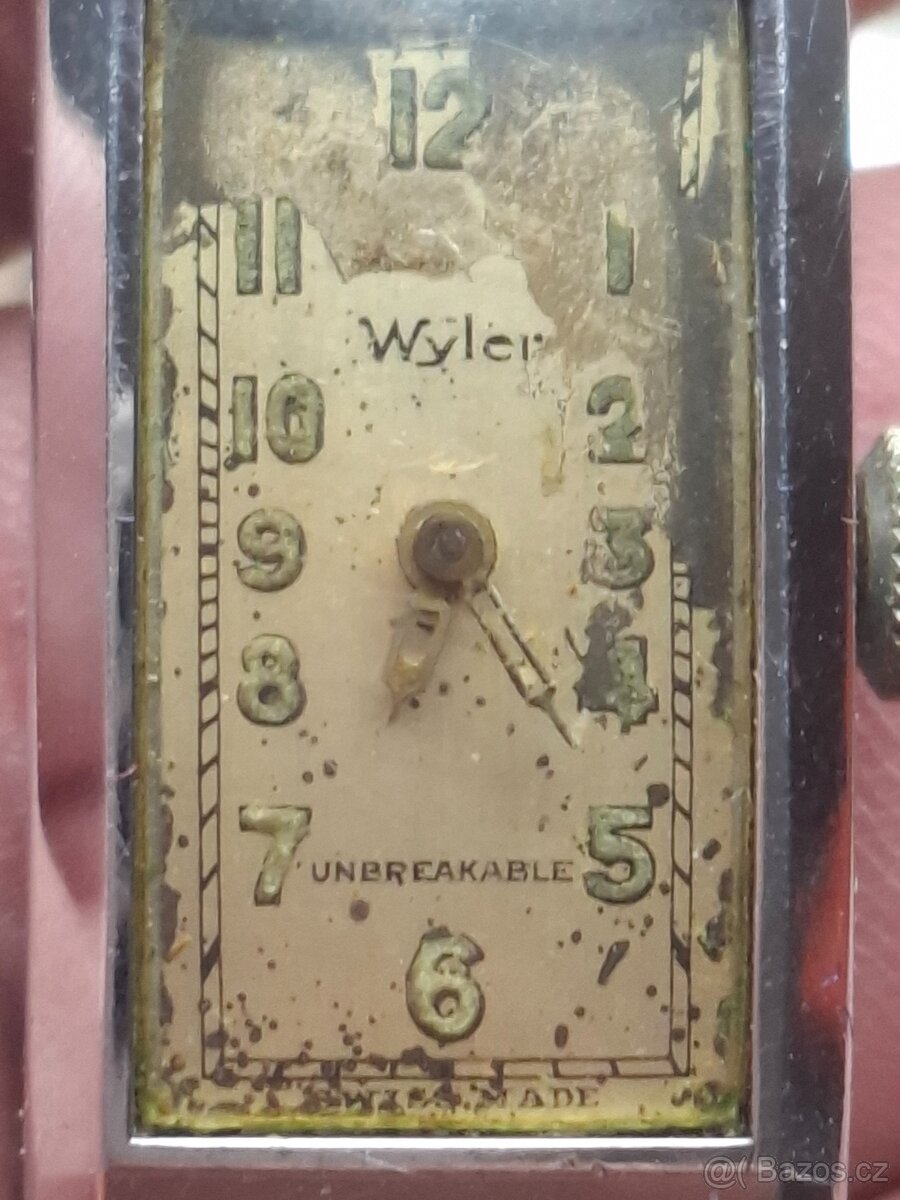 12
11 1
Wyler
10 2
9 3
8 4
7 UNBREAKABLE 5
6
SWISS MADE
@( Bazos.cz